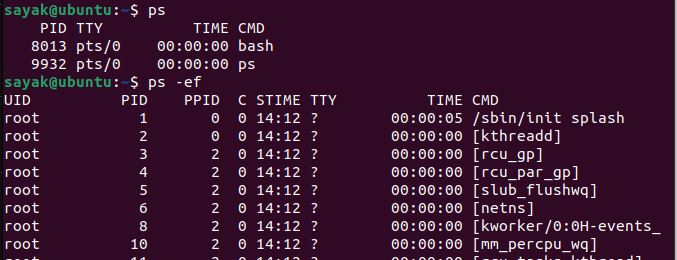 sayak@ubuntu:~$ ps
PID TTY TIME CMD
8013 pts/0 00:00:00 bash
9932 pts/0 00:00:00 ps
sayak@ubuntu:~$ ps -ef
UID PID PPID C STIME TTY TIME CMD
root 1 0 0 14:12 ? 00:00:05 /sbin/init splash
root 2 0 0 14:12 ? 00:00:00 [kthreadd]
root 3 2 0 14:12 ? 00:00:00 [rcu_gp]
root 4 2 0 14:12 ? 00:00:00 [rcu_par_gp]
root 5 2 0 14:12 ? 00:00:00 [slub_flushwq]
root 6 2 0 14:12 ? 00:00:00 [netns]
root 8 2 0 14:12 ? 00:00:00 [kworker/0:0H-events_
root 10 2 0 14:12 ? 00:00:00 [mm_percpu_wq]